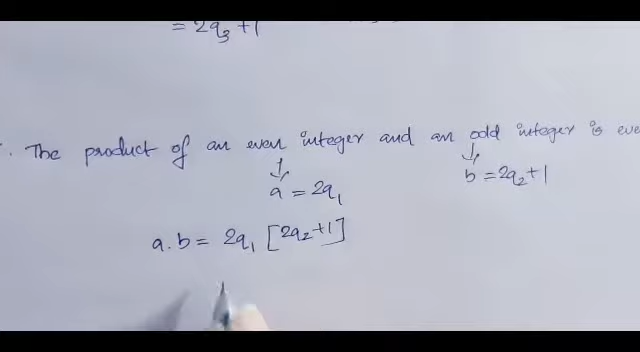 = 2q₃ + 1
. The product of an even integer and an odd integer is eve
↓ ↓
a = 2q₁ b = 2q₂+1
a.b = 2q₁ [2q₂+1]